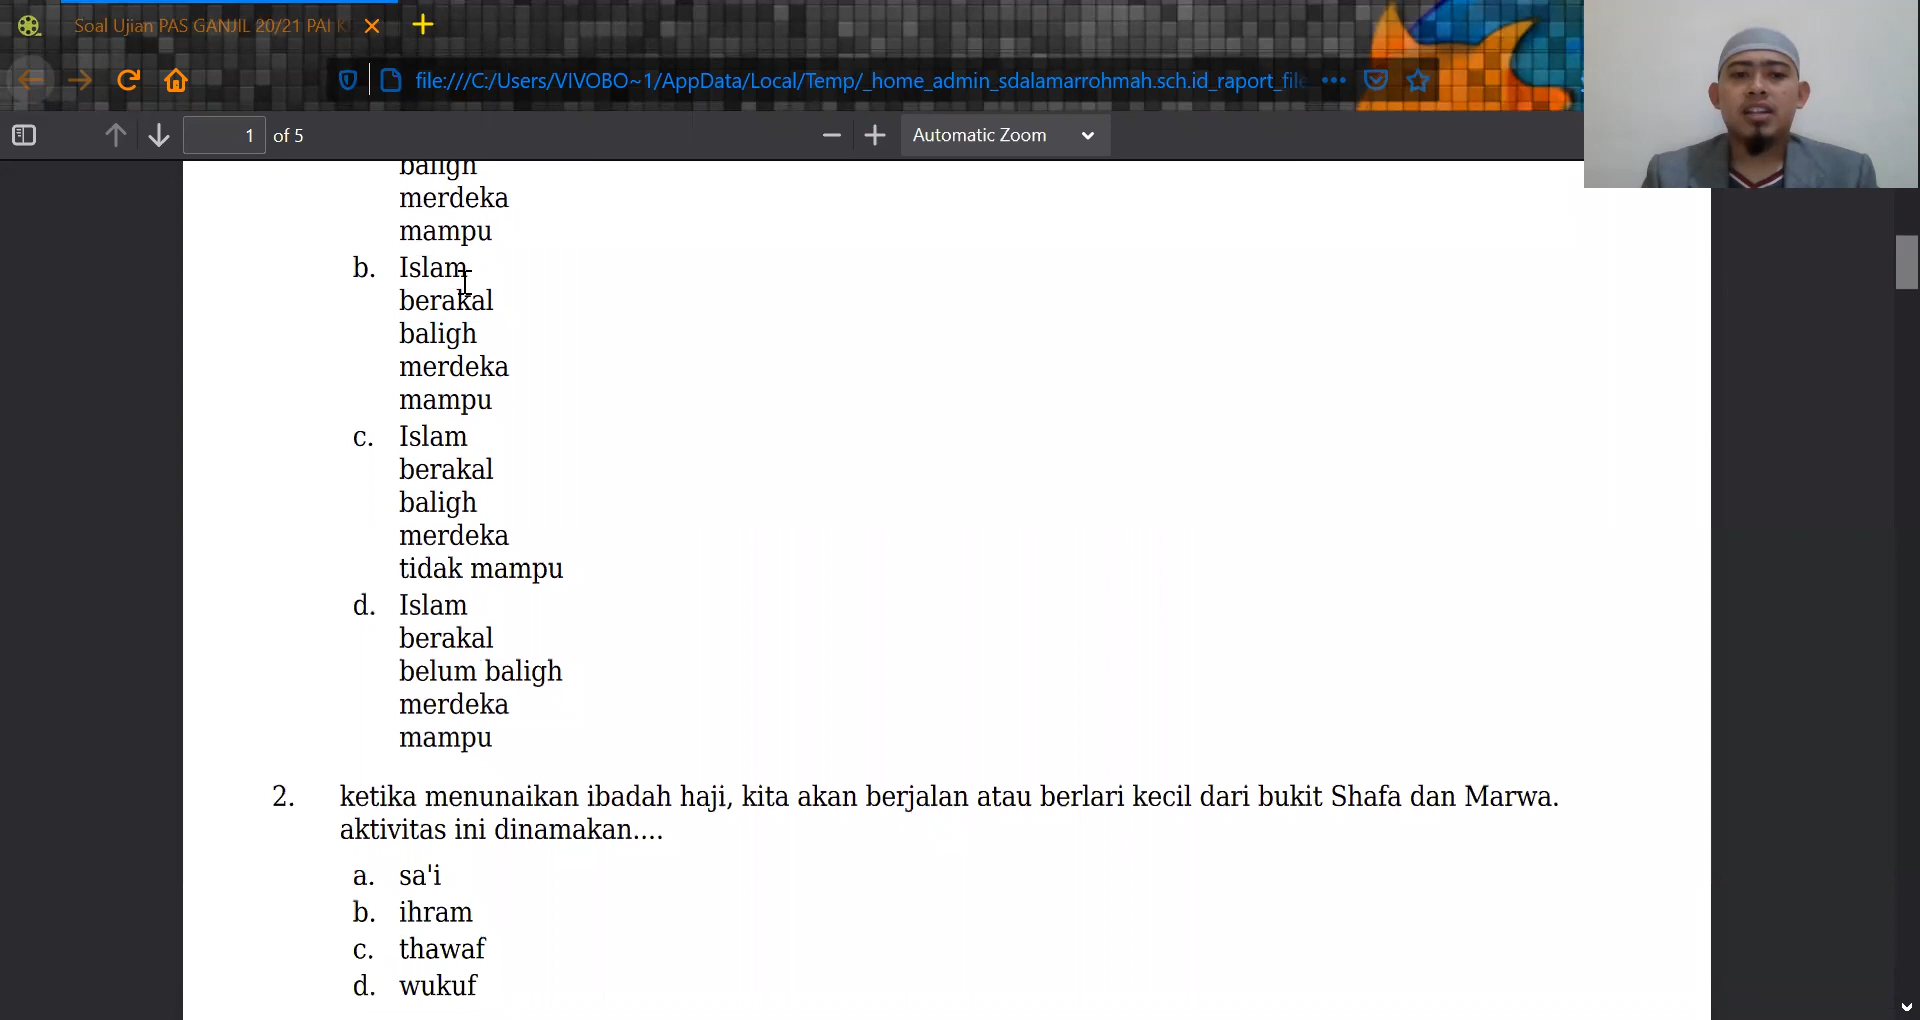 Soal Ujian PAS GANJIL 20/21 PAI K
file:///C:/Users/VIVOBO~1/AppData/Local/Temp/_home_admin_sdalamarrohmah.sch.id_raport_file
1 of 5
Automatic Zoom
baligh
merdeka
mampu
b. Islam
berakal
baligh
merdeka
mampu
c. Islam
berakal
baligh
merdeka
tidak mampu
d. Islam
berakal
belum baligh
merdeka
mampu
2. ketika menunaikan ibadah haji, kita akan berjalan atau berlari kecil dari bukit Shafa dan Marwa.
aktivitas ini dinamakan....
a. sa'i
b. ihram
c. thawaf
d. wukuf